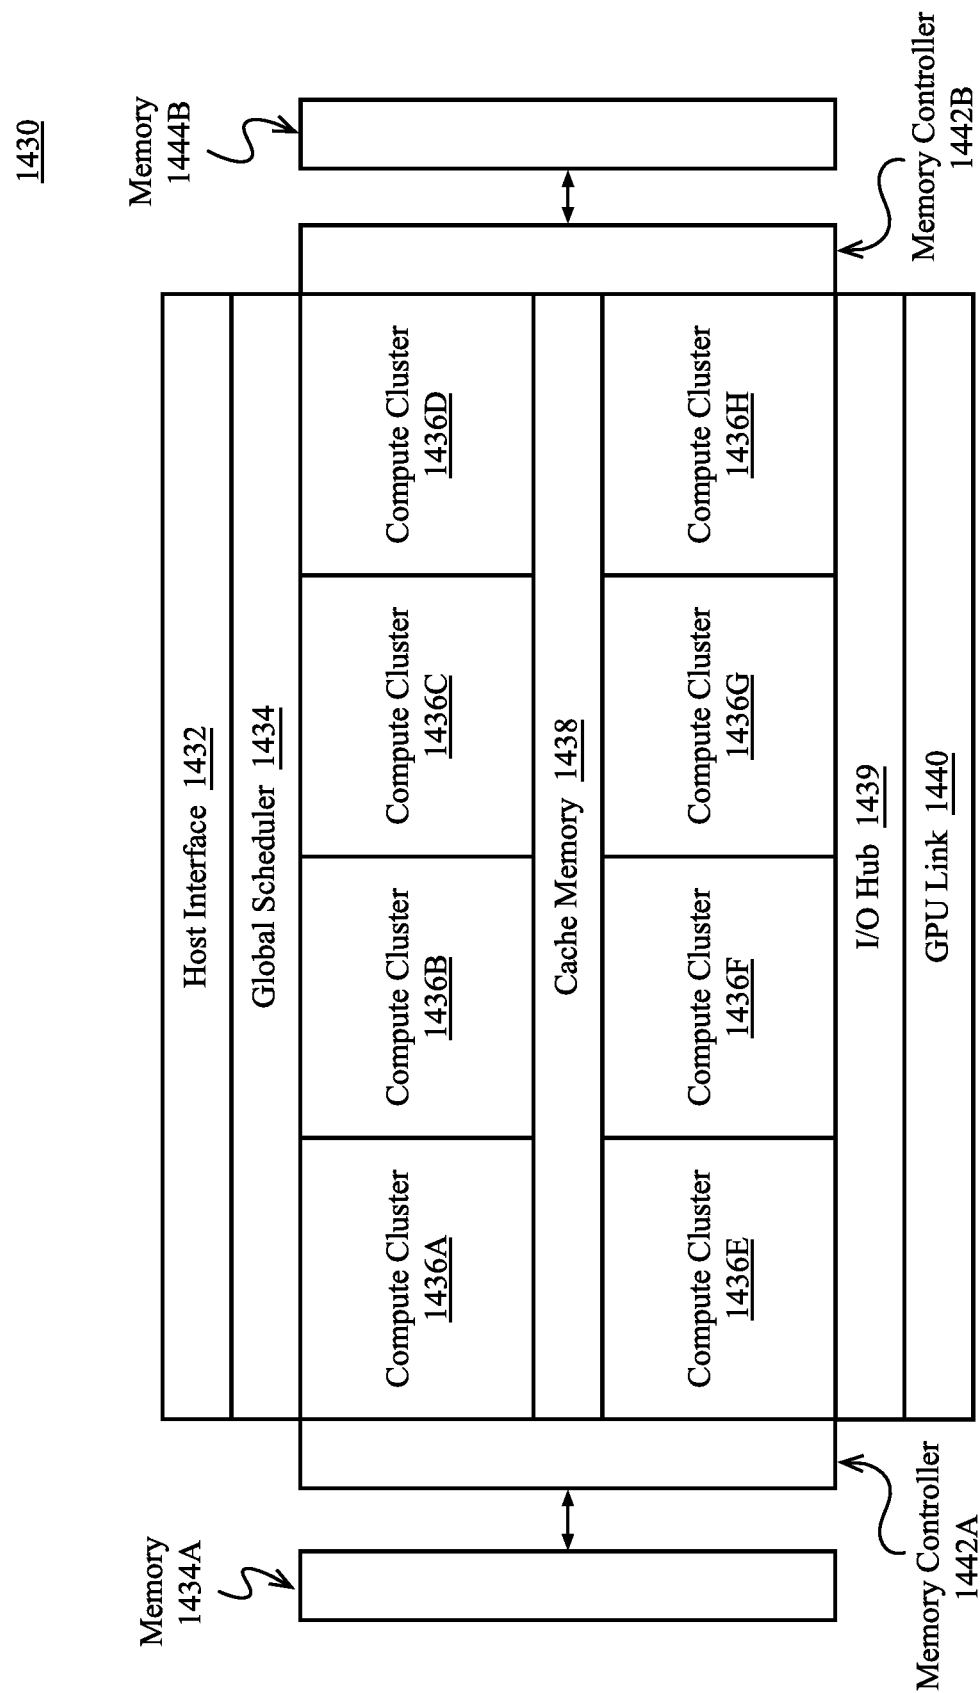 1430
Memory
1434A
Memory
1444B
Host Interface 1432
Global Scheduler 1434
Compute Cluster
1436A
Compute Cluster
1436B
Compute Cluster
1436C
Compute Cluster
1436D
Cache Memory 1438
Compute Cluster
1436E
Compute Cluster
1436F
Compute Cluster
1436G
Compute Cluster
1436H
I/O Hub 1439
GPU Link 1440
Memory Controller
1442A
Memory Controller
1442B